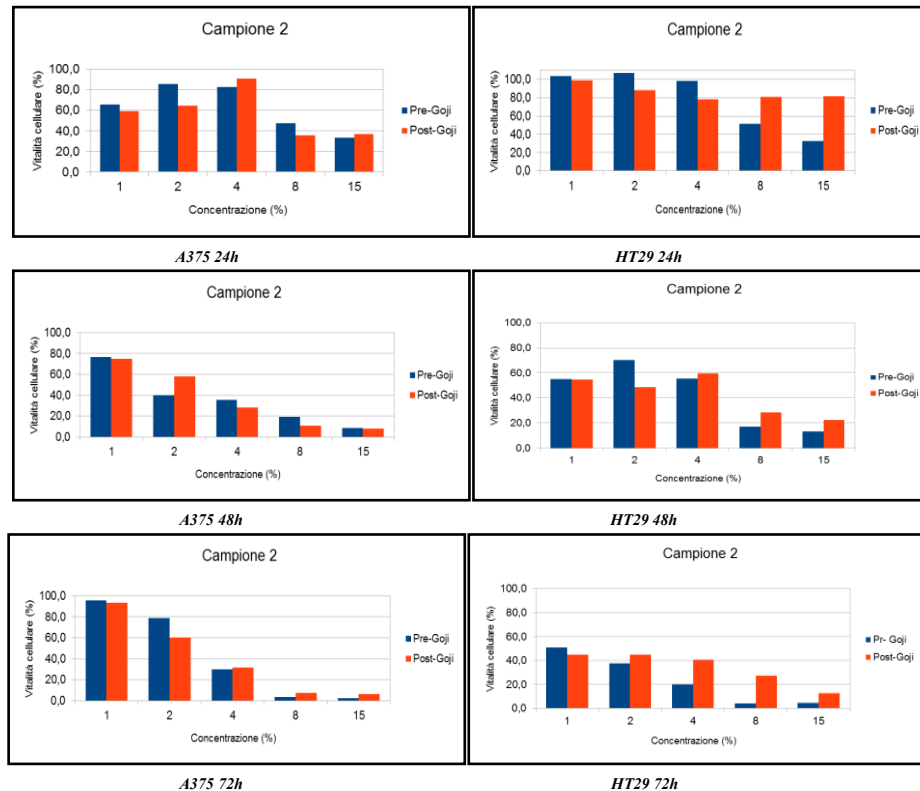 Campione 2
Vitalità cellulare (%)
100,0
80,0
60,0
40,0
20,0
0,0
1 2 4 8 15
Concentrazione (%)
Pre-Goji
Post-Goji
A375 24h
Campione 2
Vitalità cellulare (%)
100,0
80,0
60,0
40,0
20,0
0,0
1 2 4 8 15
Concentrazione (%)
Pre-Goji
Post-Goji
HT29 24h
Campione 2
Vitalità cellulare (%)
100,0
80,0
60,0
40,0
20,0
0,0
1 2 4 8 15
Concentrazione (%)
Pre-Goji
Post-Goji
A375 48h
Campione 2
Vitalità cellulare (%)
100,0
80,0
60,0
40,0
20,0
0,0
1 2 4 8 15
Concentrazione (%)
Pre-Goji
Post-Goji
HT29 48h
Campione 2
Vitalità cellulare (%)
100,0
80,0
60,0
40,0
20,0
0,0
1 2 4 8 15
Concentrazione (%)
Pre-Goji
Post-Goji
A375 72h
Campione 2
Vitalità cellulare (%)
100,0
80,0
60,0
40,0
20,0
0,0
1 2 4 8 15
Concentrazione (%)
Pr- Goji
Post-Goji
HT29 72h